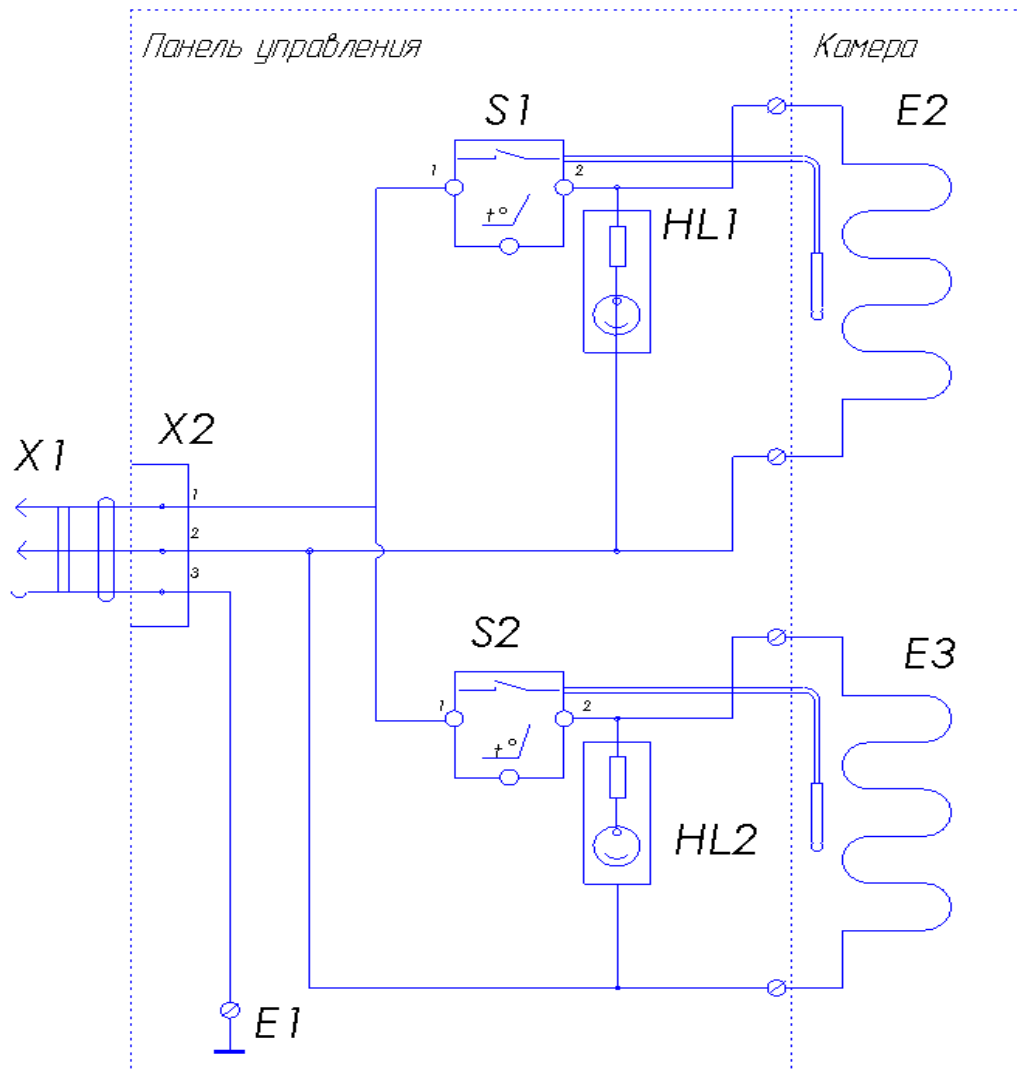 Панель управления
Камера
S1
E2
1
2
t°
HL1
X1
X2
1
2
3
S2
E3
1
2
t°
HL2
E1